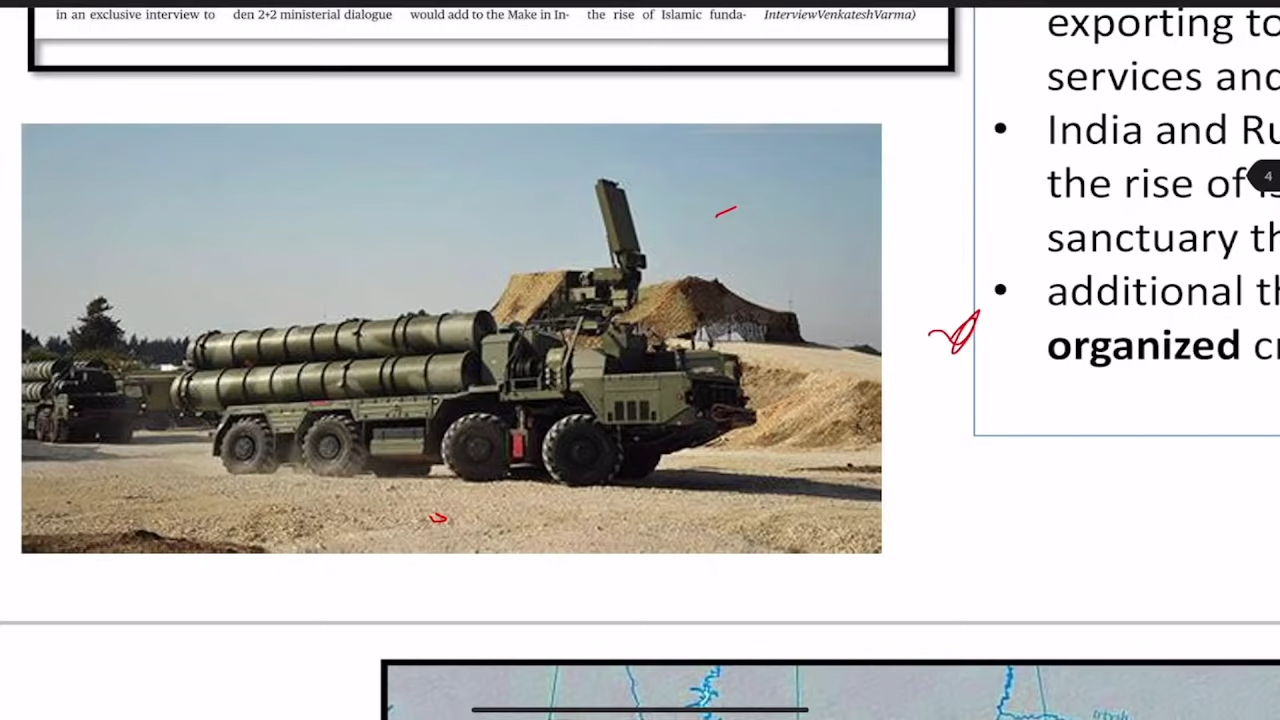 in an exclusive interview to
den 2+2 ministerial dialogue
would add to the Make in In-
the rise of Islamic funda-
InterviewVenkateshVarma)
exporting to
services and
• India and Ru
the rise of
sanctuary th
• additional th
organized cr
4